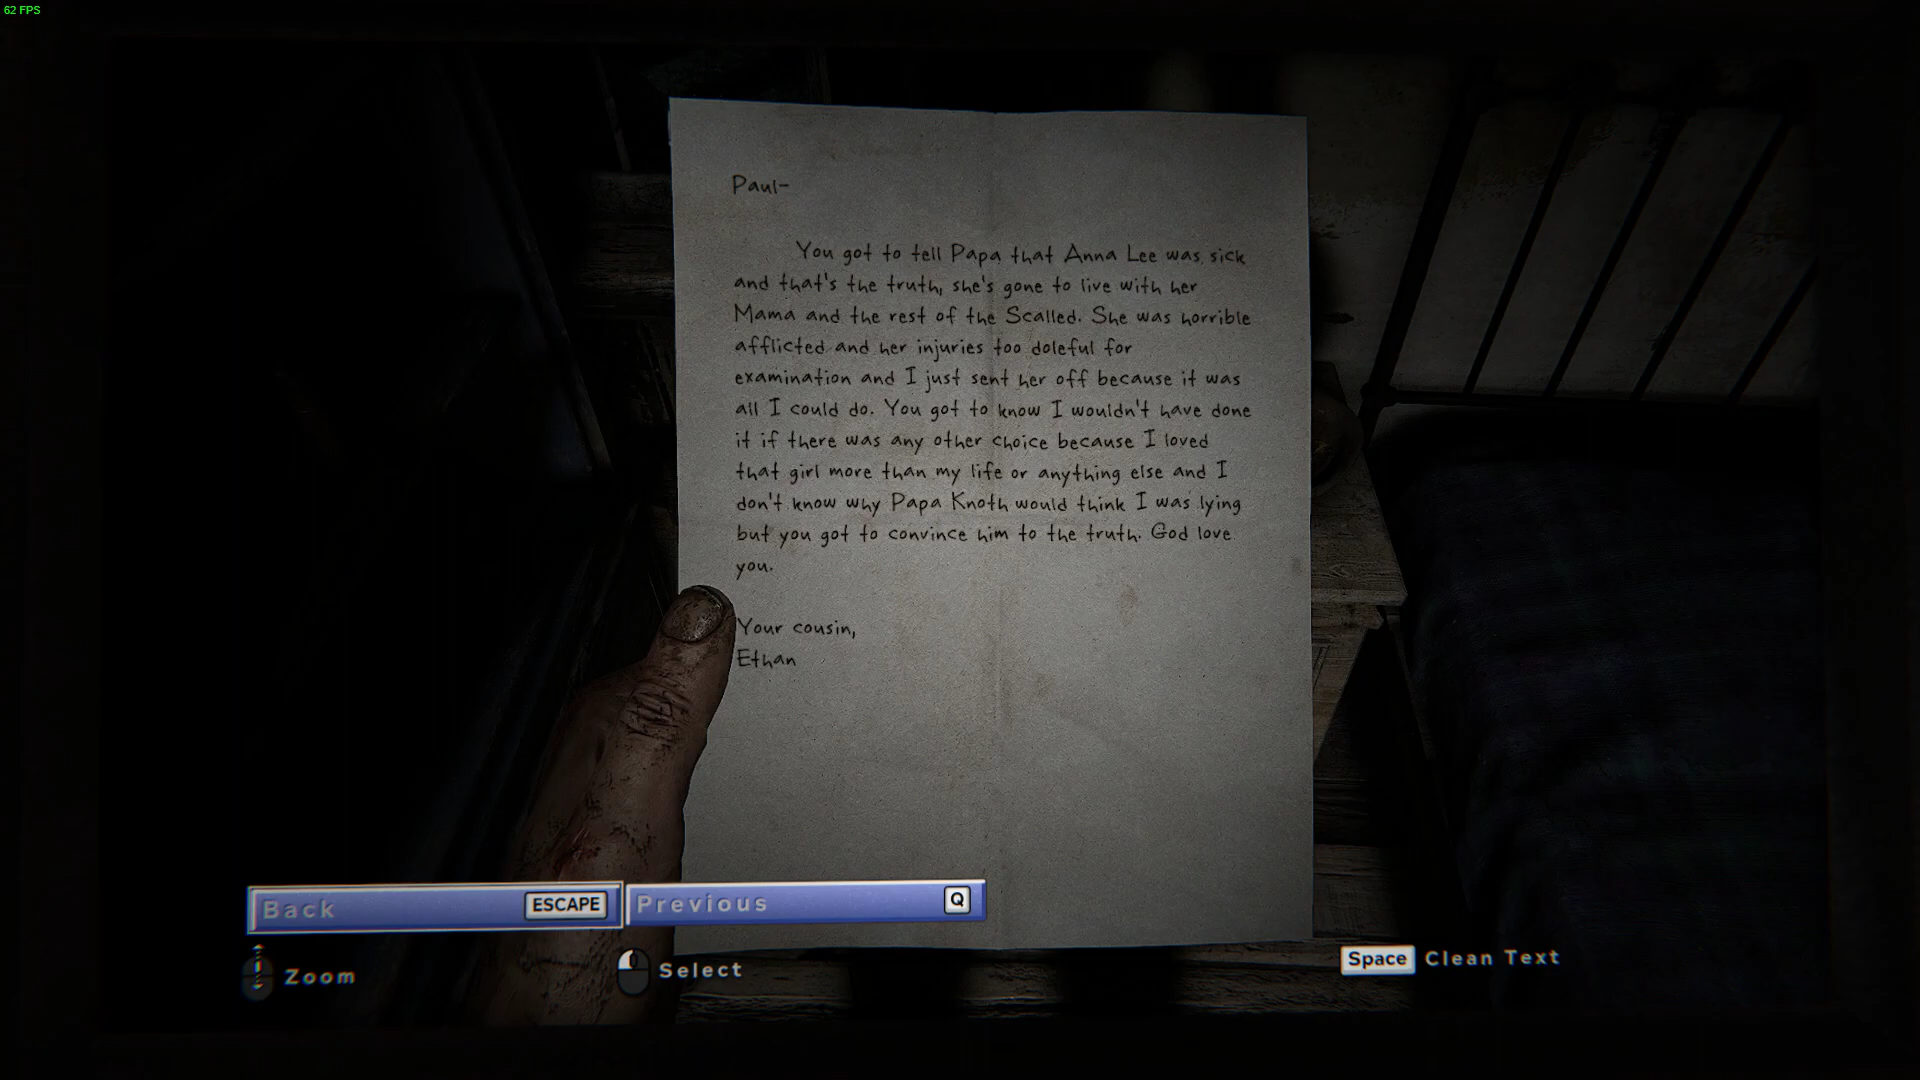 62 FPS
Paul-
You got to tell Papa that Anna Lee was sick
and that's the truth, she's gone to live with her
Mama and the rest of the Scalled. She was horrible
afflicted and her injuries too doleful for
examination and I just sent her off because it was
all I could do. You got to know I wouldn't have done
it if there was any other choice because I loved
that girl more than my life or anything else and I
don't know why Papa Knoth would think I was lying
but you got to convince him to the truth. God love
you.
Your cousin,
Ethan
Back ESCAPE Previous Q
Zoom Select Space Clean Text